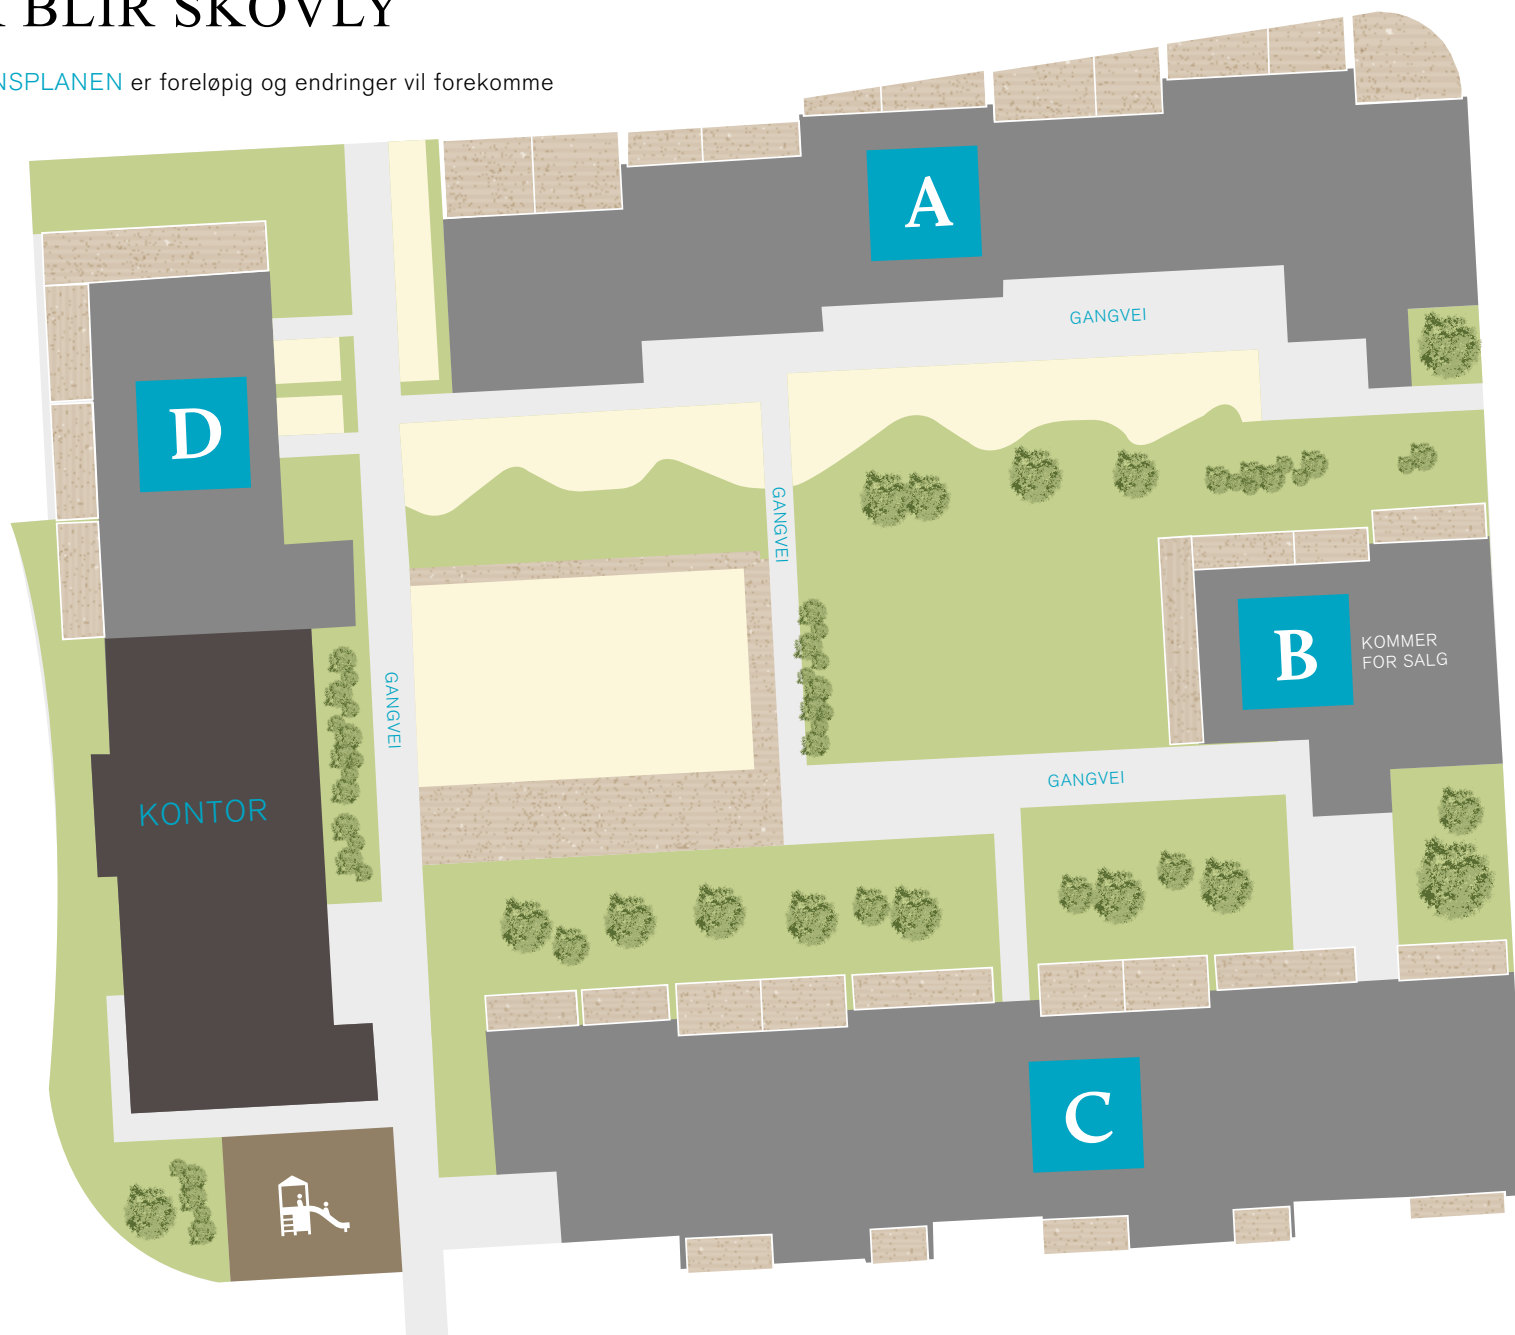 BLIR SKOVLY
NSPLANEN er foreløpig og endringer vil forekomme
A
GANGVEI
D
GANGVEI
B
KOMMER
FOR SALG
GANGVEI
GANGVEI
KONTOR
C